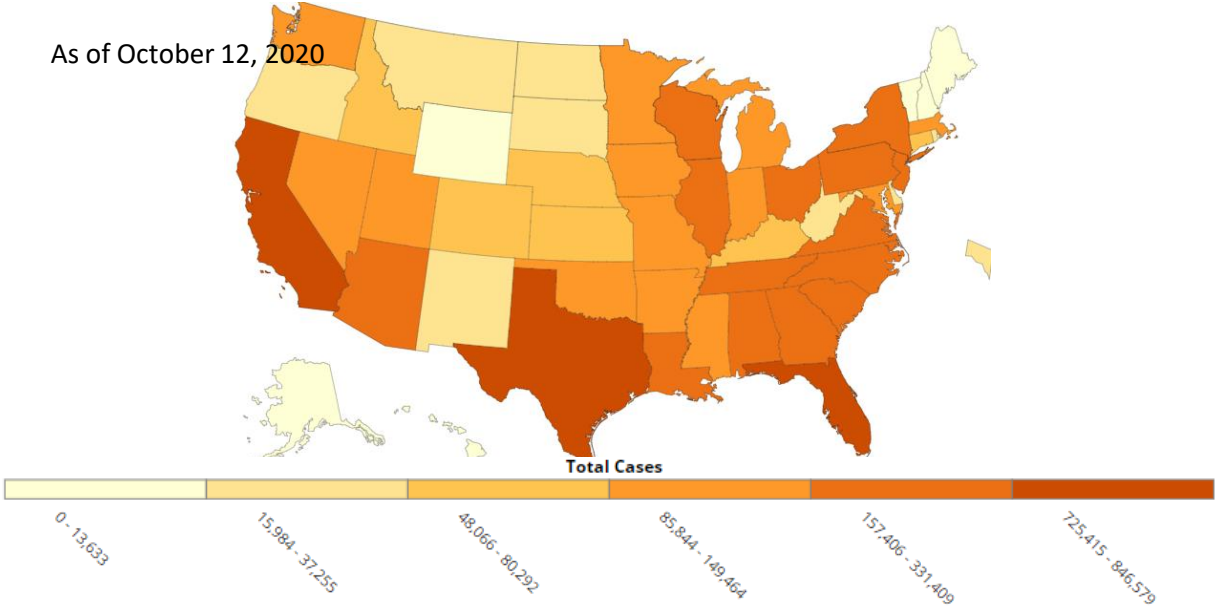 As of October 12, 2020
Total Cases
0 - 13,633
15,984 - 37,255
48,066 - 80,292
85,844 - 149,464
157,406 - 331,409
725,415 - 846,579